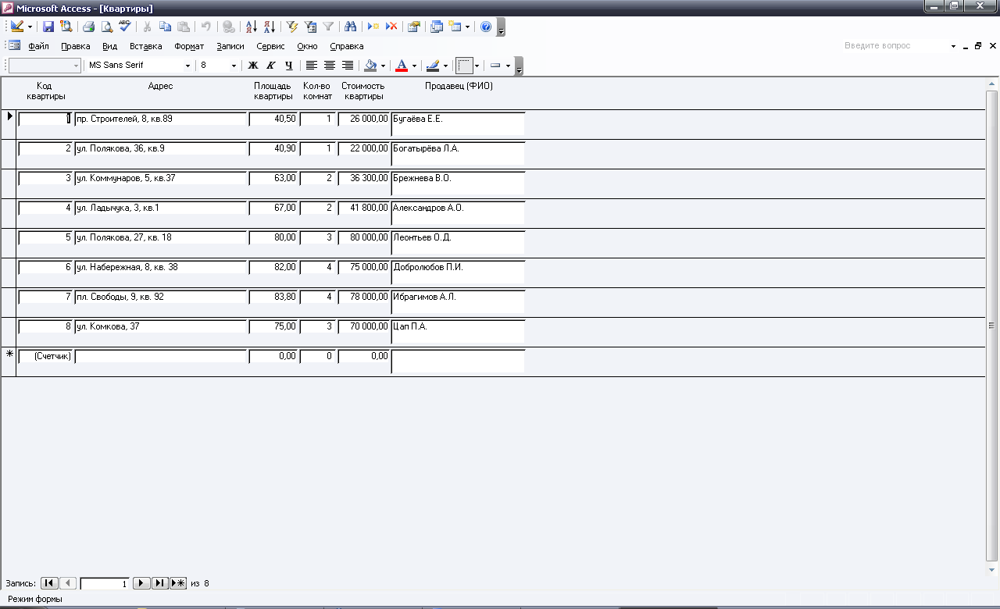 Microsoft Access - [Квартиры]
Файл Правка Вид Вставка Формат Записи Сервис Окно Справка Введите вопрос
MS Sans Serif 8 Ж К Ч
Код квартиры Адрес Площадь квартиры Кол-во комнат Стоимость квартиры Продавец (ФИО)
1 пр. Строителей, 8, кв.89 40,50 1 26 000,00 Бугаёва Е.Е.
2 ул. Полякова, 36, кв.9 40,90 1 22 000,00 Богатырёва Л.А.
3 ул. Коммунаров, 5, кв.37 63,00 2 36 300,00 Брежнева В.О.
4 ул. Ладычука, 3, кв.1 67,00 2 41 800,00 Александров А.О.
5 ул. Полякова, 27, кв. 18 80,00 3 80 000,00 Леонтьев О.Д.
6 ул. Набережная, 8, кв. 38 82,00 4 75 000,00 Добролюбов П.И.
7 пл. Свободы, 9, кв. 92 83,80 4 78 000,00 Ибрагимов А.Л.
8 ул. Комкова, 37 75,00 3 70 000,00 Цап П.А.
(Счетчик) 0,00 0 0,00
Запись: 1 из 8
Режим формы